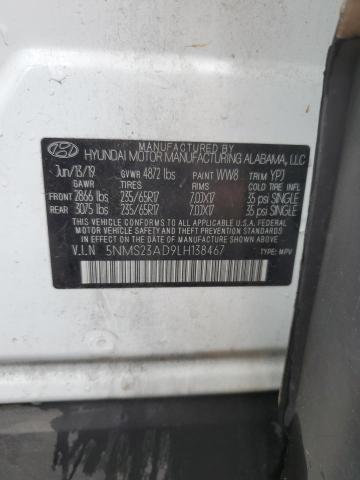 MANUFACTURED BY
HYUNDAI MOTOR MANUFACTURING ALABAMA, LLC
Jun/13/19 GVWR 4872 lbs PAINT WW8 TRIM YPJ
GAWR TIRES RIMS COLD TIRE INFLATION
FRONT 2866 lbs 235/65R17 7.0JX17 35 psi SINGLE
REAR 3075 lbs 235/65R17 7.0JX17 35 psi SINGLE
THIS VEHICLE CONFORMS TO ALL APPLICABLE U.S.A. FEDERAL
MOTOR VEHICLE SAFETY, BUMPER, AND THEFT PREVENTION
STANDARDS IN EFFECT ON THE DATE OF MANUFACTURE SHOWN ABOVE.
V.I.N 5NMS23AD9LH138467 TYPE: MPV